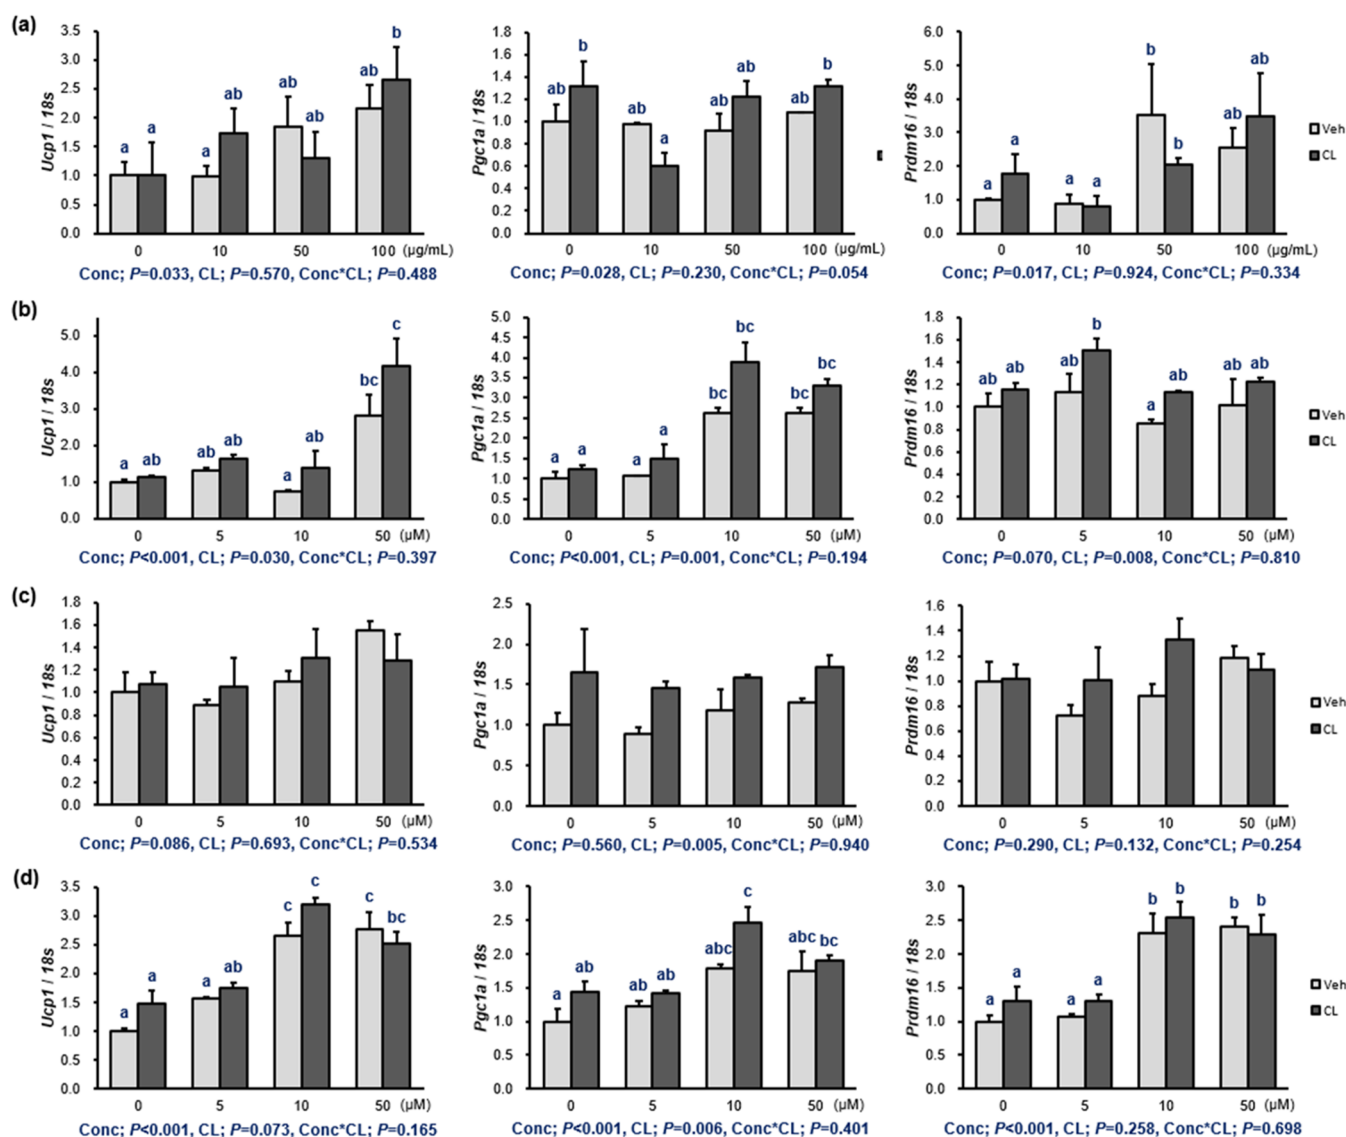 (a)
Ucp1 / 18s
3.5
3.0
2.5
2.0
1.5
1.0
0.5
0.0
a a a ab ab ab ab b
0 10 50 100 (µg/mL)
Conc; P=0.033, CL; P=0.570, Conc*CL; P=0.488
Pgc1a / 18s
1.8
1.6
1.4
1.2
1.0
0.8
0.6
0.4
0.2
0.0
ab b ab a ab ab ab b
0 10 50 100
Conc; P=0.028, CL; P=0.230, Conc*CL; P=0.054
Prdm16 / 18s
6.0
5.0
4.0
3.0
2.0
1.0
0.0
a a a a b b ab ab
0 10 50 100 (µg/mL)
Conc; P=0.017, CL; P=0.924, Conc*CL; P=0.334
Veh
CL
(b)
Ucp1 / 18s
5.0
4.0
3.0
2.0
1.0
0.0
a ab ab ab a ab bc c
0 5 10 50 (µM)
Conc; P<0.001, CL; P=0.030, Conc*CL; P=0.397
Pgc1a / 18s
5.0
4.5
4.0
3.5
3.0
2.5
2.0
1.5
1.0
0.5
0.0
a a a a bc bc bc bc
0 5 10 50 (µM)
Conc; P<0.001, CL; P=0.001, Conc*CL; P=0.194
Prdm16 / 18s
1.8
1.6
1.4
1.2
1.0
0.8
0.6
0.4
0.2
0.0
ab ab ab b a ab ab ab
0 5 10 50 (µM)
Conc; P=0.070, CL; P=0.008, Conc*CL; P=0.810
Veh
CL
(c)
Ucp1 / 18s
1.8
1.6
1.4
1.2
1.0
0.8
0.6
0.4
0.2
0.0
0 5 10 50 (µM)
Conc; P=0.086, CL; P=0.693, Conc*CL; P=0.534
Pgc1a / 18s
2.5
2.0
1.5
1.0
0.5
0.0
0 5 10 50 (µM)
Conc; P=0.560, CL; P=0.005, Conc*CL; P=0.940
Prdm16 / 18s
1.6
1.4
1.2
1.0
0.8
0.6
0.4
0.2
0.0
0 5 10 50 (µM)
Conc; P=0.290, CL; P=0.132, Conc*CL; P=0.254
Veh
CL
(d)
Ucp1 / 18s
3.5
3.0
2.5
2.0
1.5
1.0
0.5
0.0
a a a ab c c c bc
0 5 10 50 (µM)
Conc; P<0.001, CL; P=0.073, Conc*CL; P=0.165
Pgc1a / 18s
3.0
2.5
2.0
1.5
1.0
0.5
0.0
a ab ab ab abc c abc bc
0 5 10 50 (µM)
Conc; P<0.001, CL; P=0.006, Conc*CL; P=0.401
Prdm16 / 18s
3.0
2.5
2.0
1.5
1.0
0.5
0.0
a a a a b b b b
0 5 10 50 (µM)
Conc; P<0.001, CL; P=0.258, Conc*CL; P=0.698
Veh
CL